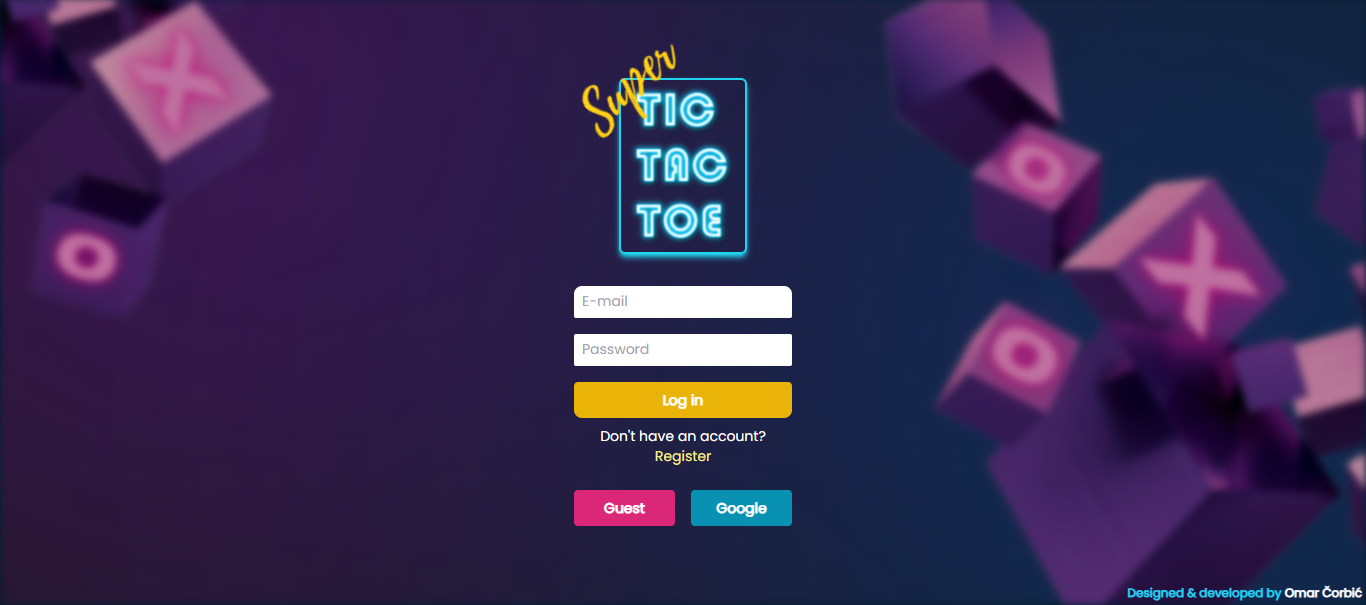 Super
TIC
TAC
TOE
E-mail
Password
Log in
Don't have an account?
Register
Guest
Google
X
O
O
X
O
Designed & developed by Omar Čorbić